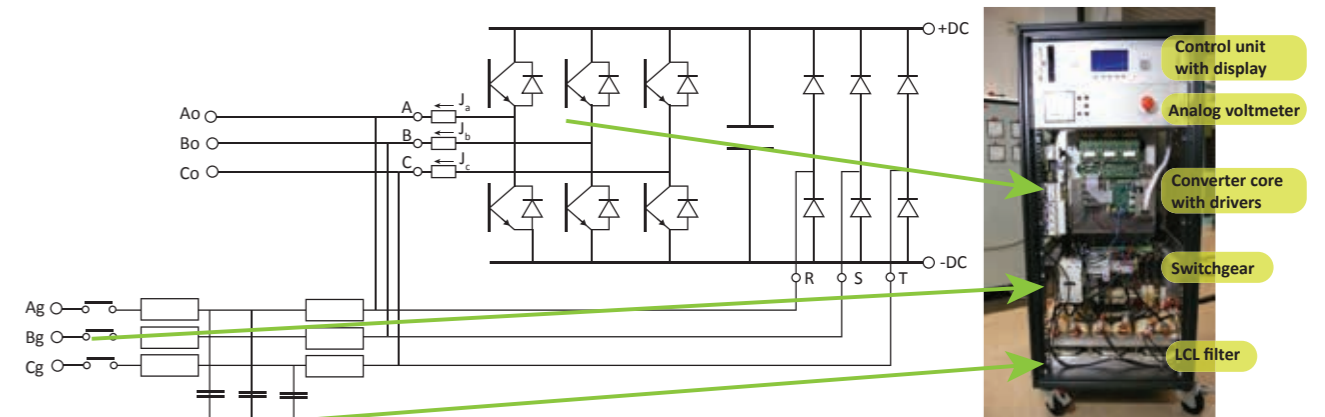 +DC
Control unit
with display
Analog voltmeter
Ao
A
Ja
Bo
B
Jb
Co
C
Jc
Converter core
with drivers
-DC
R
S
T
Switchgear
Ag
Bg
Cg
LCL filter